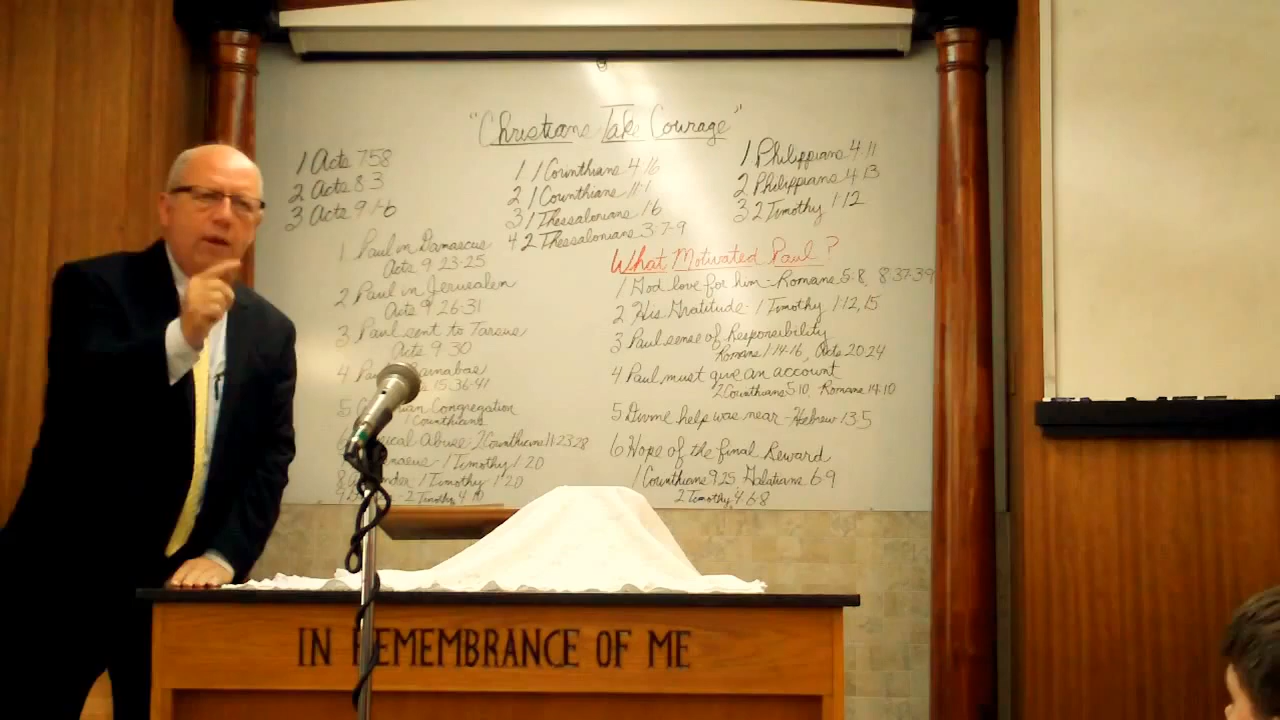 "Christians Take Courage"
1 Acts 7:58
2 Acts 8:3
3 Acts 9:1-6
1 1 Corinthians 4:16
2 1 Corinthians 11:1
3 1 Thessalonians 1:6
4 2 Thessalonians 3:7-9
1 Philippians 4:11
2 Philippians 4:13
3 2 Timothy 1:12
1 Paul in Damascus
Acts 9:23-25
2 Paul in Jerusalem
Acts 9:26-31
3 Paul sent to Tarsus
Acts 9:30
4
15:36-41
5 Congregation
1 Corinthians
6 Abuse 2 Corinthians 11:23-28
1 Timothy 1:20
8 1 Timothy 1:20
9 2 Timothy 4:10
What Motivated Paul?
1 God love for him - Romans 5:8, 8:37-39
2 His Gratitude - 1 Timothy 1:12,15
3 Paul sense of Responsibility
Romans 1:14-16, Acts 20:24
4 Paul must give an account
2 Corinthians 5:10, Romans 14:10
5 Divine help was near - Hebrew 13:5
6 Hope of the final Reward
1 Corinthians 9:25, Galatians 6:9
2 Timothy 4:6-8
IN REMEMBRANCE OF ME